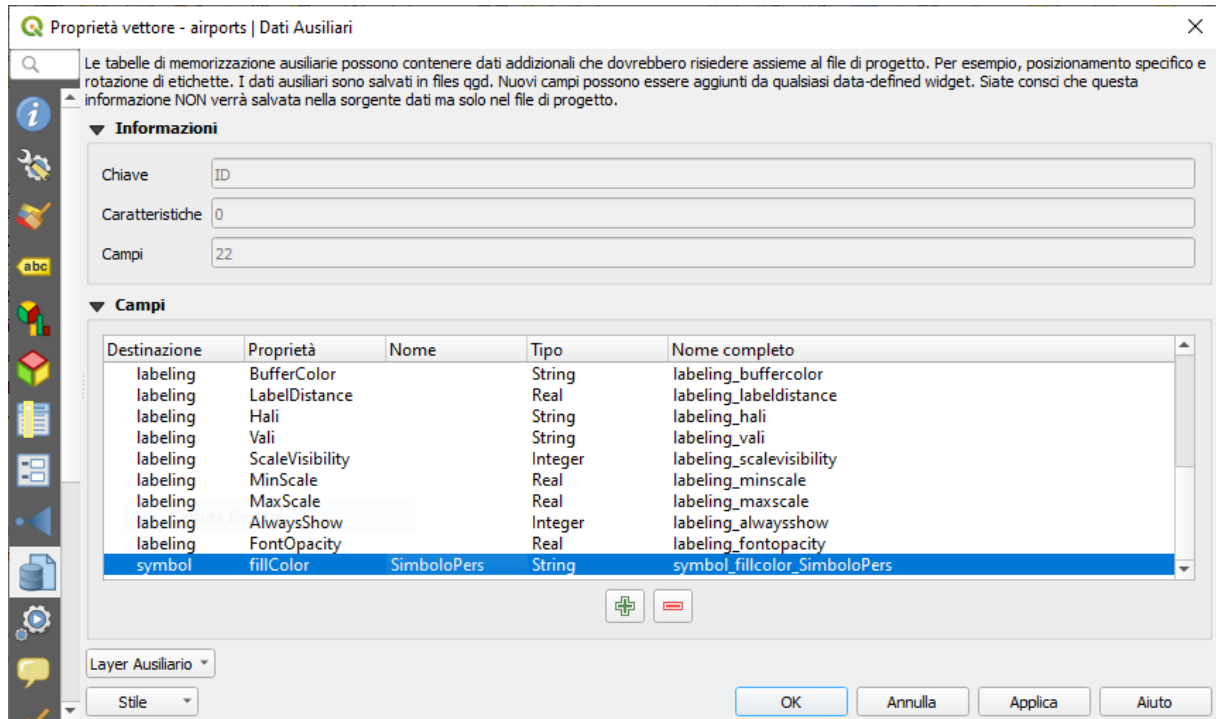 Proprietà vettore - airports | Dati Ausiliari
Le tabelle di memorizzazione ausiliarie possono contenere dati addizionali che dovrebbero risiedere assieme al file di progetto. Per esempio, posizionamento specifico e
rotazione di etichette. I dati ausiliari sono salvati in files qgd. Nuovi campi possono essere aggiunti da qualsiasi data-defined widget. Siate consci che questa
informazione NON verrà salvata nella sorgente dati ma solo nel file di progetto.
Informazioni
Chiave ID
Caratteristiche 0
Campi 22
abc
Campi
Destinazione Proprietà Nome Tipo Nome completo
labeling BufferColor String labeling_buffercolor
labeling LabelDistance Real labeling_labeldistance
labeling Hali String labeling_hali
labeling Vali String labeling_vali
labeling ScaleVisibility Integer labeling_scalevisibility
labeling MinScale Real labeling_minscale
labeling MaxScale Real labeling_maxscale
labeling AlwaysShow Integer labeling_alwaysshow
labeling FontOpacity Real labeling_fontopacity
symbol fillColor SimboloPers String symbol_fillcolor_SimboloPers
Layer Ausiliario
Stile OK Annulla Applica Aiuto